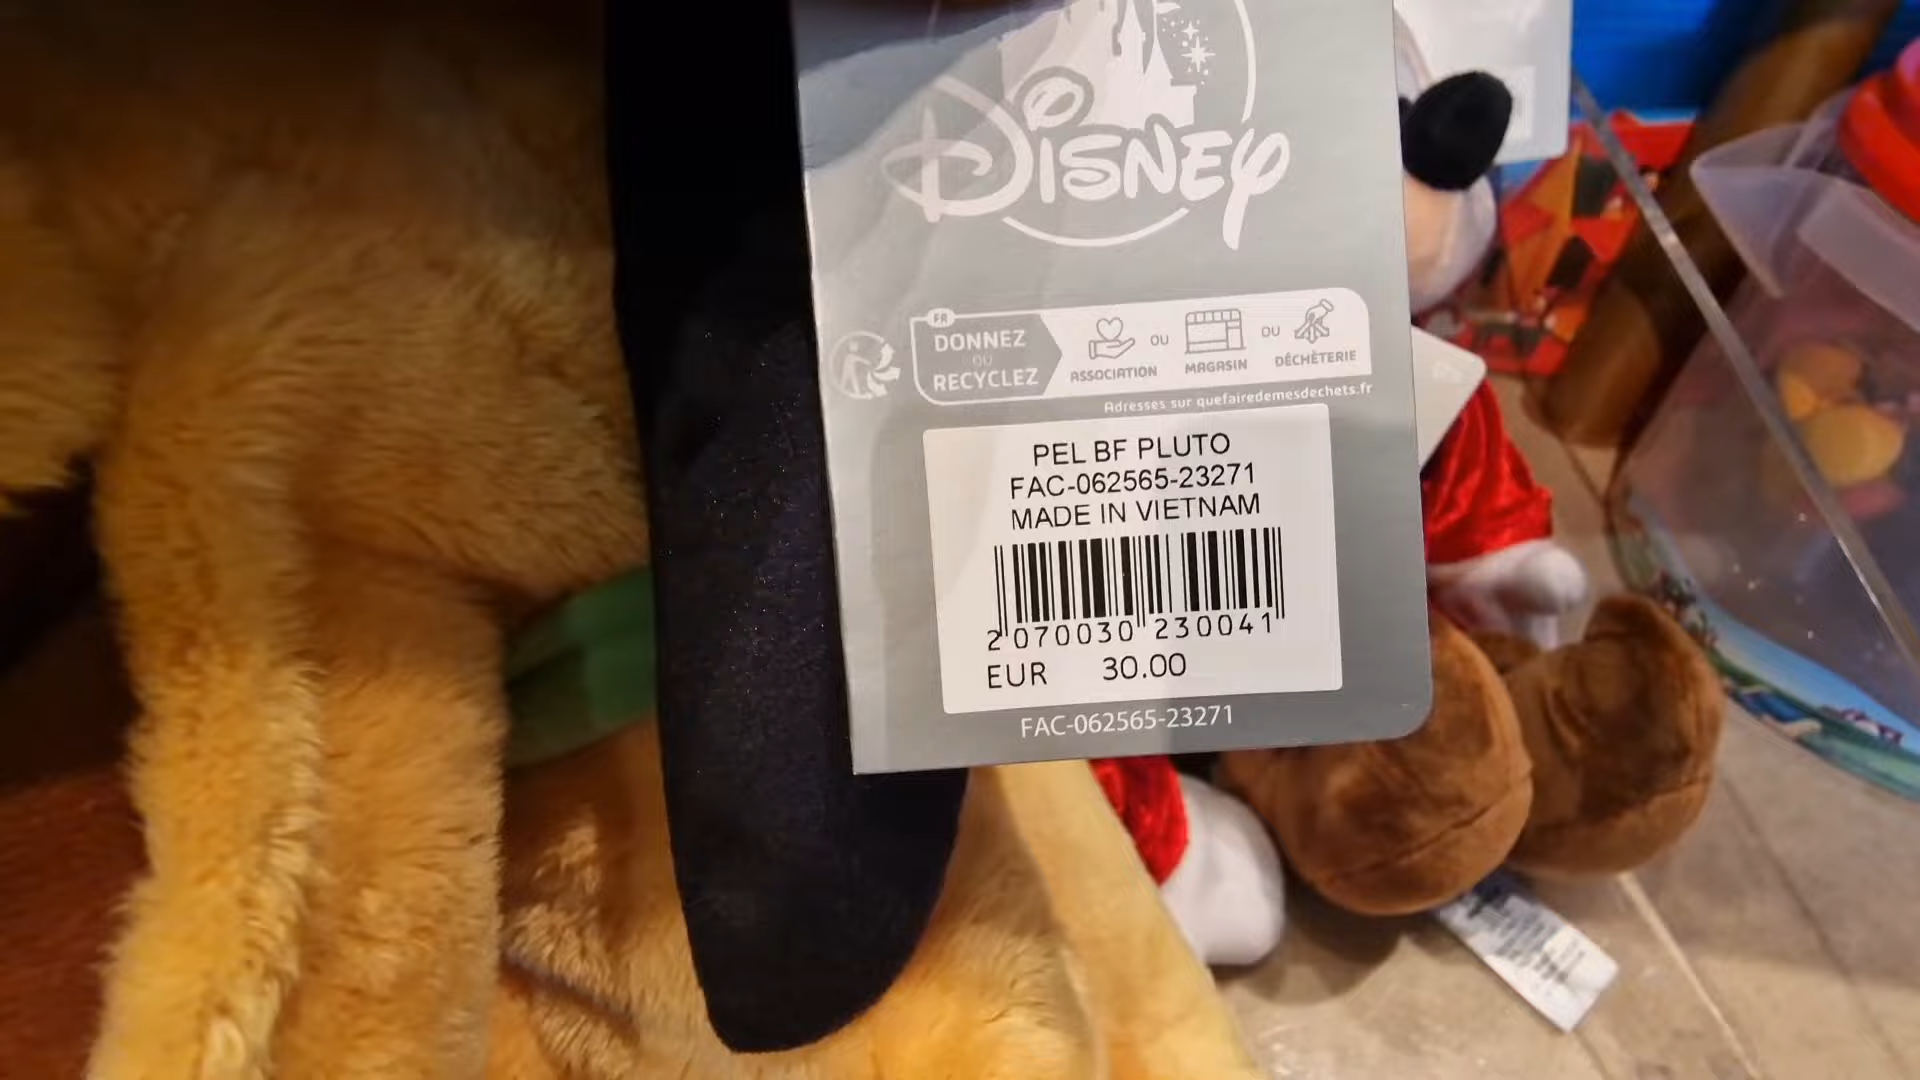 Disney
FR
DONNEZ
OU
RECYCLEZ
ASSOCIATION
OU
MAGASIN
OU
DÉCHÈTERIE
Adresses sur quefairedemesdechets.fr
PEL BF PLUTO
FAC-062565-23271
MADE IN VIETNAM
2 070030 230041
EUR 30.00
FAC-062565-23271